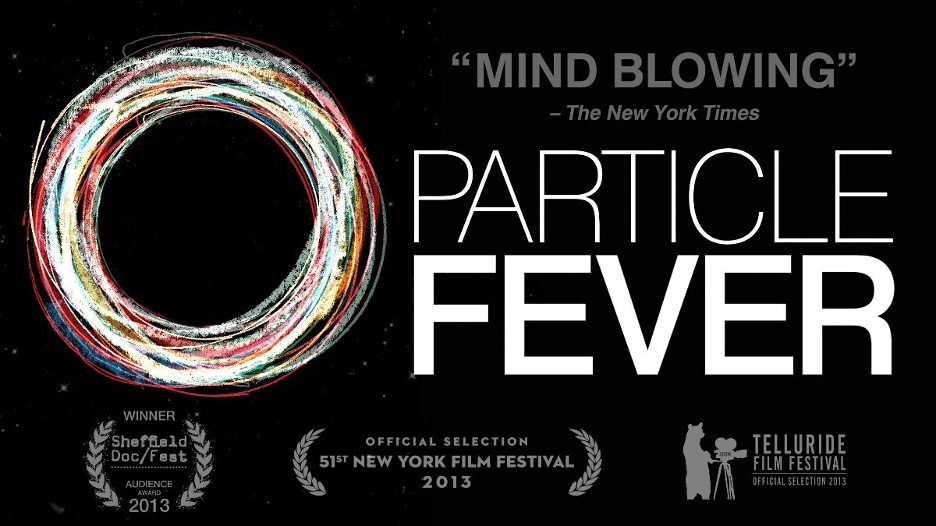 “MIND BLOWING”
– The New York Times
PARTICLE
FEVER
WINNER
Sheffield
Doc/Fest
AUDIENCE
AWARD
2013
OFFICIAL SELECTION
51ST NEW YORK FILM FESTIVAL
2013
SHOW
TELLURIDE
FILM FESTIVAL
OFFICIAL SELECTION 2013